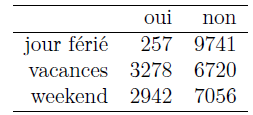 oui non
jour férié 257 9741
vacances 3278 6720
weekend 2942 7056